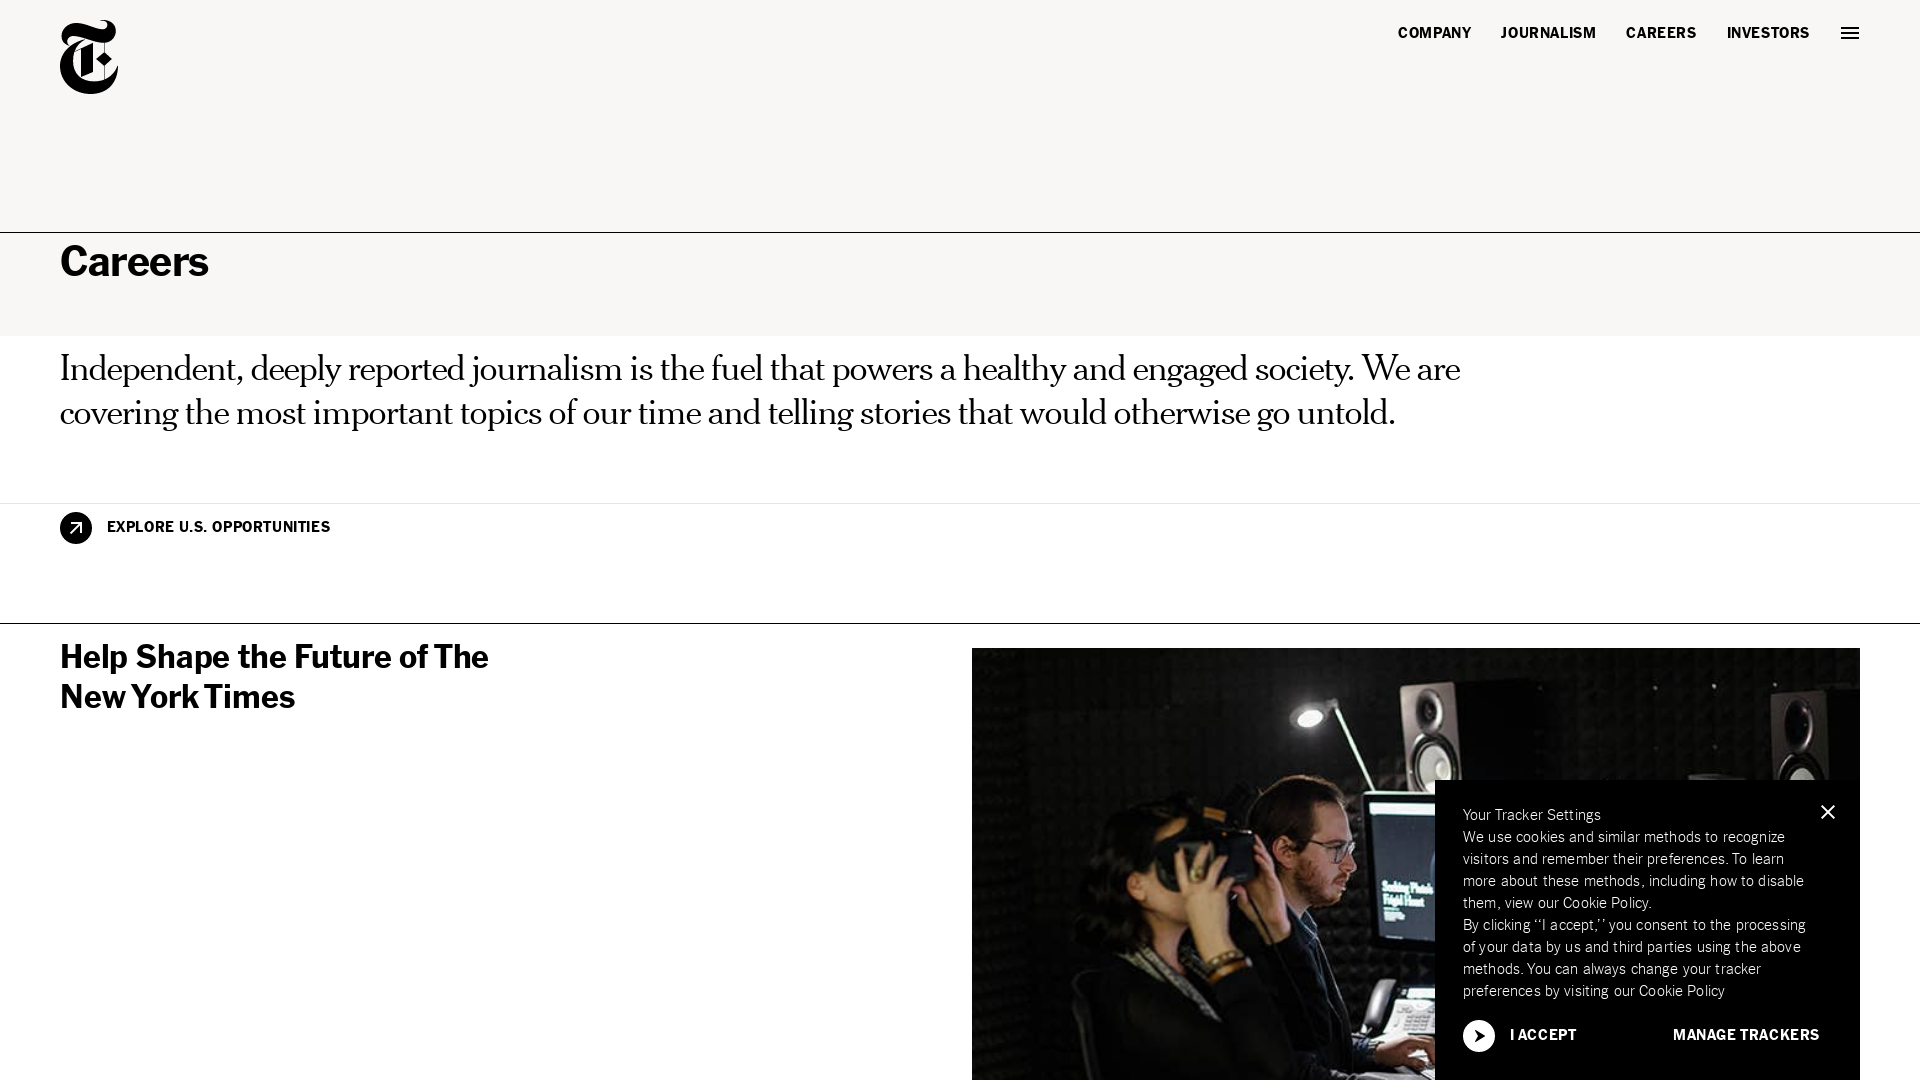 COMPANY JOURNALISM CAREERS INVESTORS
Careers
Independent, deeply reported journalism is the fuel that powers a healthy and engaged society. We are
covering the most important topics of our time and telling stories that would otherwise go untold.
EXPLORE U.S. OPPORTUNITIES
Help Shape the Future of The
New York Times
Seeking Pluto's
Frigid Heart
Your Tracker Settings
We use cookies and similar methods to recognize
visitors and remember their preferences. To learn
more about these methods, including how to disable
them, view our Cookie Policy.
By clicking ‘‘I accept,’’ you consent to the processing
of your data by us and third parties using the above
methods. You can always change your tracker
preferences by visiting our Cookie Policy
I ACCEPT MANAGE TRACKERS